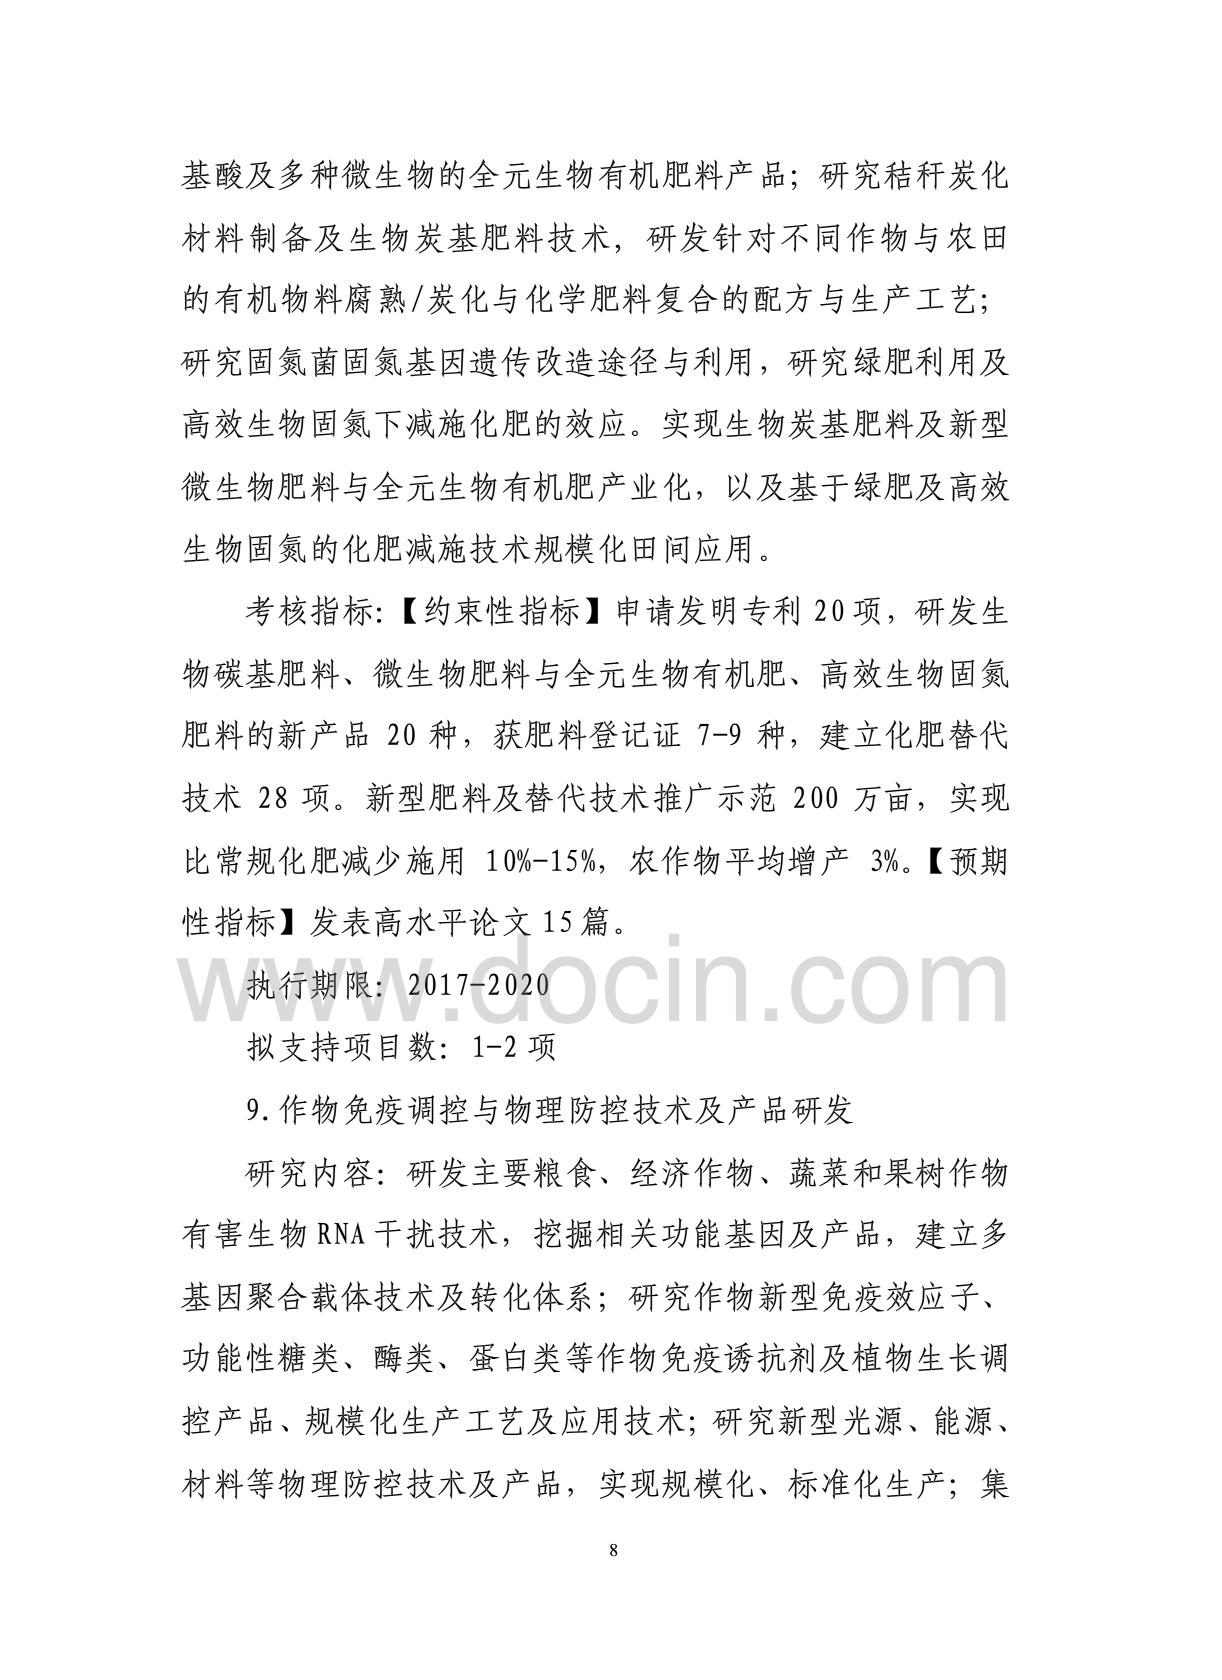 基酸及多种微生物的全元生物有机肥料产品；研究秸秆炭化
材料制备及生物炭基肥料技术，研发针对不同作物与农田
的有机物料腐熟/炭化与化学肥料复合的配方与生产工艺；
研究固氮菌固氮基因遗传改造途径与利用，研究绿肥利用及
高效生物固氮下减施化肥的效应。实现生物炭基肥料及新型
微生物肥料与全元生物有机肥产业化，以及基于绿肥及高效
生物固氮的化肥减施技术规模化田间应用。
考核指标：【约束性指标】申请发明专利 20 项，研发生
物碳基肥料、微生物肥料与全元生物有机肥、高效生物固氮
肥料的新产品 20 种，获肥料登记证 7-9 种，建立化肥替代
技术 28 项。新型肥料及替代技术推广示范 200 万亩，实现
比常规化肥减少施用 10%-15%，农作物平均增产 3%。【预期
性指标】发表高水平论文 15 篇。
www.docin.com
执行期限：2017-2020
拟支持项目数：1-2 项
9.作物免疫调控与物理防控技术及产品研发
研究内容：研发主要粮食、经济作物、蔬菜和果树作物
有害生物 RNA 干扰技术，挖掘相关功能基因及产品，建立多
基因聚合载体技术及转化体系；研究作物新型免疫效应子、
功能性糖类、酶类、蛋白类等作物免疫诱抗剂及植物生长调
控产品、规模化生产工艺及应用技术；研究新型光源、能源、
材料等物理防控技术及产品，实现规模化、标准化生产；集
8